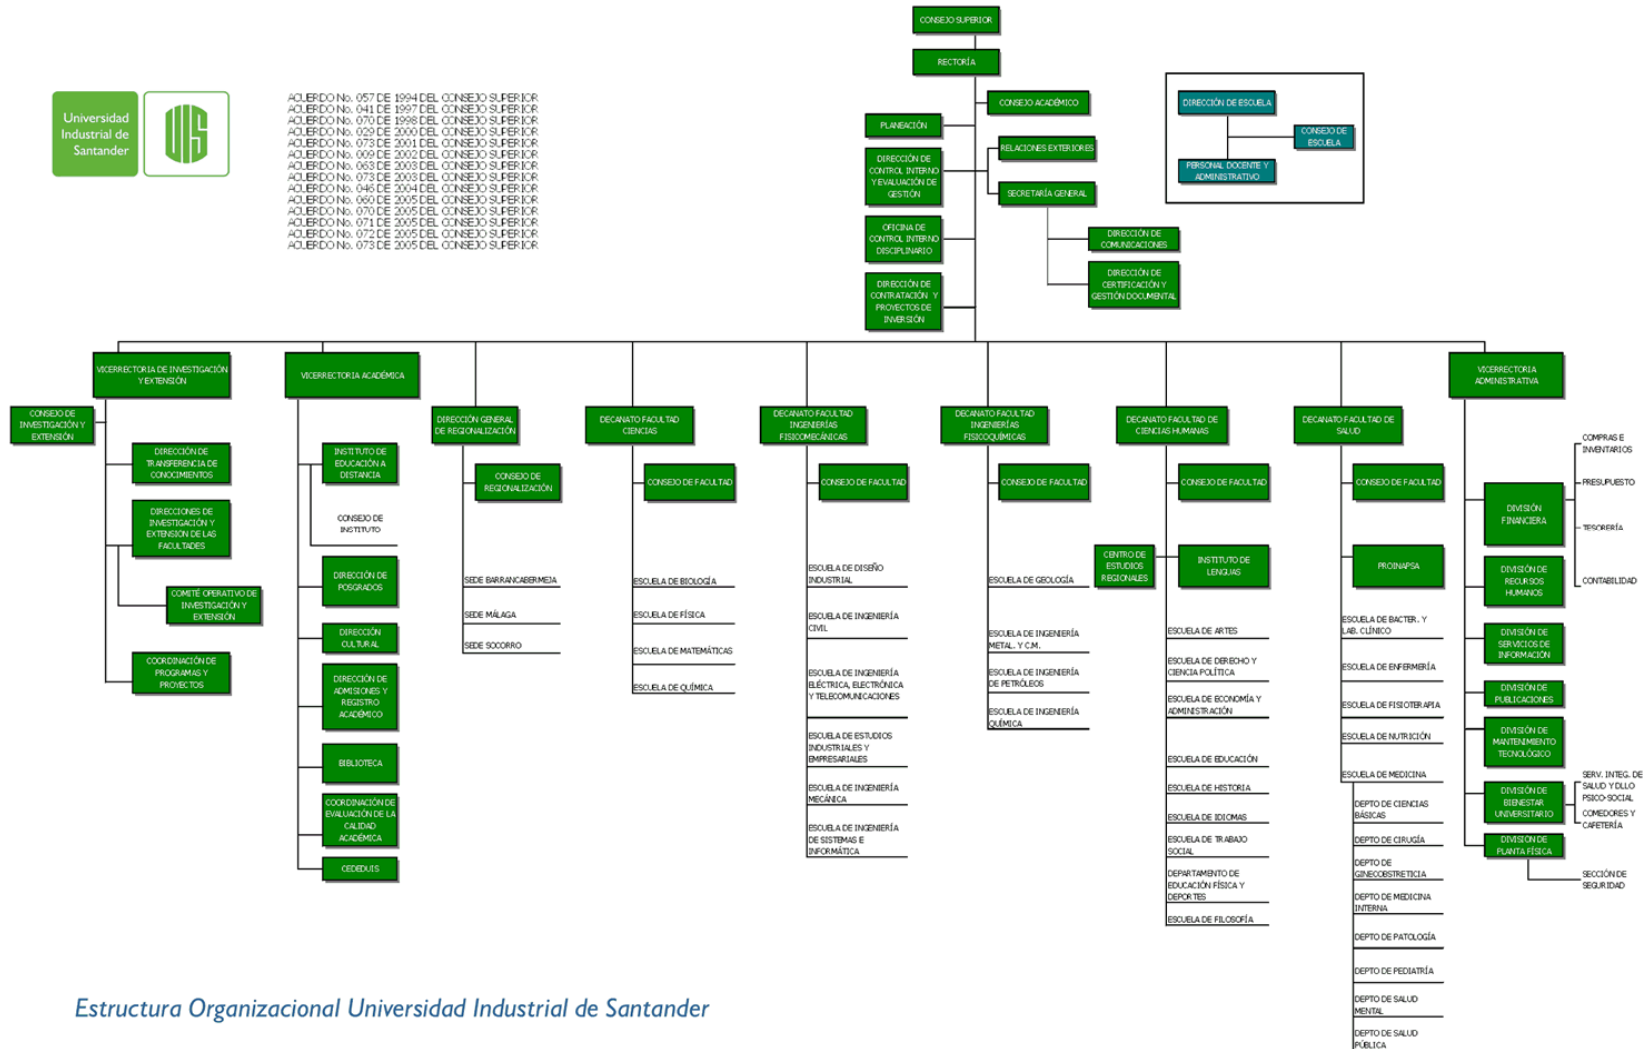 CONSEJO SUPERIOR
RECTORÍA
Universidad
Industrial de
Santander
UIS
ACUERDO No. 057 DE 1994 DEL CONSEJO SUPERIOR
ACUERDO No. 041 DE 1997 DEL CONSEJO SUPERIOR
ACUERDO No. 070 DE 1998 DEL CONSEJO SUPERIOR
ACUERDO No. 029 DE 2000 DEL CONSEJO SUPERIOR
ACUERDO No. 073 DE 2001 DEL CONSEJO SUPERIOR
ACUERDO No. 009 DE 2002 DEL CONSEJO SUPERIOR
ACUERDO No. 063 DE 2003 DEL CONSEJO SUPERIOR
ACUERDO No. 073 DE 2003 DEL CONSEJO SUPERIOR
ACUERDO No. 046 DE 2004 DEL CONSEJO SUPERIOR
ACUERDO No. 060 DE 2005 DEL CONSEJO SUPERIOR
ACUERDO No. 070 DE 2005 DEL CONSEJO SUPERIOR
ACUERDO No. 071 DE 2005 DEL CONSEJO SUPERIOR
ACUERDO No. 072 DE 2005 DEL CONSEJO SUPERIOR
ACUERDO No. 073 DE 2005 DEL CONSEJO SUPERIOR
CONSEJO ACADÉMICO
PLANEACIÓN
RELACIONES EXTERIORES
DIRECCIÓN DE
CONTROL INTERNO
Y EVALUACIÓN DE
GESTIÓN
SECRETARÍA GENERAL
OFICINA DE
CONTROL INTERNO
DISCIPLINARIO
DIRECCIÓN DE
COMUNICACIONES
DIRECCIÓN DE
CERTIFICACIÓN Y
GESTIÓN DOCUMENTAL
DIRECCIÓN DE
CONTRATACIÓN Y
PROYECTOS DE
INVERSIÓN
DIRECCIÓN DE ESCUELA
CONSEJO DE
ESCUELA
PERSONAL DOCENTE Y
ADMINISTRATIVO
VICERRECTORIA DE INVESTIGACIÓN
Y EXTENSIÓN
CONSEJO DE
INVESTIGACIÓN Y
EXTENSIÓN
DIRECCIÓN DE
TRANSFERENCIA DE
CONOCIMIENTOS
DIRECCIONES DE
INVESTIGACIÓN Y
EXTENSIÓN DE LAS
FACULTADES
COMITÉ OPERATIVO DE
INVESTIGACIÓN Y
EXTENSIÓN
COORDINACIÓN DE
PROGRAMAS Y
PROYECTOS
VICERRECTORIA ACADÉMICA
INSTITUTO DE
EDUCACIÓN A
DISTANCIA
CONSEJO DE
INSTITUTO
DIRECCIÓN DE
POSGRADOS
DIRECCIÓN
CULTURAL
DIRECCIÓN DE
ADMISIONES Y
REGISTRO
ACADÉMICO
BIBLIOTECA
COORDINACIÓN DE
EVALUACIÓN DE LA
CALIDAD
ACADÉMICA
CEDEDUIS
DIRECCIÓN GENERAL
DE REGIONALIZACIÓN
CONSEJO DE
REGIONALIZACIÓN
SEDE BARRANCABERMEJA
SEDE MÁLAGA
SEDE SOCORRO
DECANATO FACULTAD
CIENCIAS
CONSEJO DE FACULTAD
ESCUELA DE BIOLOGÍA
ESCUELA DE FÍSICA
ESCUELA DE MATEMÁTICAS
ESCUELA DE QUÍMICA
DECANATO FACULTAD
INGENIERÍAS
FISICOMECÁNICAS
CONSEJO DE FACULTAD
ESCUELA DE DISEÑO
INDUSTRIAL
ESCUELA DE INGENIERÍA
CIVIL
ESCUELA DE INGENIERÍA
ELÉCTRICA, ELECTRÓNICA
Y TELECOMUNICACIONES
ESCUELA DE ESTUDIOS
INDUSTRIALES Y
EMPRESARIALES
ESCUELA DE INGENIERÍA
MECÁNICA
ESCUELA DE INGENIERÍA
DE SISTEMAS E
INFORMÁTICA
DECANATO FACULTAD
INGENIERÍAS
FISICOQUÍMICAS
CONSEJO DE FACULTAD
ESCUELA DE GEOLOGÍA
ESCUELA DE INGENIERÍA
METAL. Y C.M.
ESCUELA DE INGENIERÍA
DE PETRÓLEOS
ESCUELA DE INGENIERÍA
QUÍMICA
DECANATO FACULTAD DE
CIENCIAS HUMANAS
CONSEJO DE FACULTAD
CENTRO DE
ESTUDIOS
REGIONALES
INSTITUTO DE
LENGUAS
ESCUELA DE ARTES
ESCUELA DE DERECHO Y
CIENCIA POLÍTICA
ESCUELA DE ECONOMÍA Y
ADMINISTRACIÓN
ESCUELA DE EDUCACIÓN
ESCUELA DE HISTORIA
ESCUELA DE IDIOMAS
ESCUELA DE TRABAJO
SOCIAL
DEPARTAMENTO DE
EDUCACIÓN FÍSICA Y
DEPORTES
ESCUELA DE FILOSOFÍA
DECANATO FACULTAD DE
SALUD
CONSEJO DE FACULTAD
PROINAPSA
ESCUELA DE BACTER. Y
LAB. CLÍNICO
ESCUELA DE ENFERMERÍA
ESCUELA DE FISIOTERAPIA
ESCUELA DE NUTRICIÓN
ESCUELA DE MEDICINA
DEPTO DE CIENCIAS
BÁSICAS
DEPTO DE CIRUGÍA
DEPTO DE
GINECOBSTRETICIA
DEPTO DE MEDICINA
INTERNA
DEPTO DE PATOLOGÍA
DEPTO DE PEDIATRÍA
DEPTO DE SALUD
MENTAL
DEPTO DE SALUD
PÚBLICA
VICERRECTORIA
ADMINISTRATIVA
DIVISIÓN
FINANCIERA
COMPRAS E
INVENTARIOS
PRESUPUESTO
TESORERÍA
CONTABILIDAD
DIVISIÓN DE
RECURSOS
HUMANOS
DIVISIÓN DE
SERVICIOS DE
INFORMACIÓN
DIVISIÓN DE
PUBLICACIONES
DIVISIÓN DE
MANTENIMIENTO
TECNOLÓGICO
DIVISIÓN DE
BIENESTAR
UNIVERSITARIO
SERV. INTEG. DE
SALUD Y DLLO
PSICO-SOCIAL
COMEDORES Y
CAFETERÍA
DIVISIÓN DE
PLANTA FÍSICA
SECCIÓN DE
SEGURIDAD
Estructura Organizacional Universidad Industrial de Santander